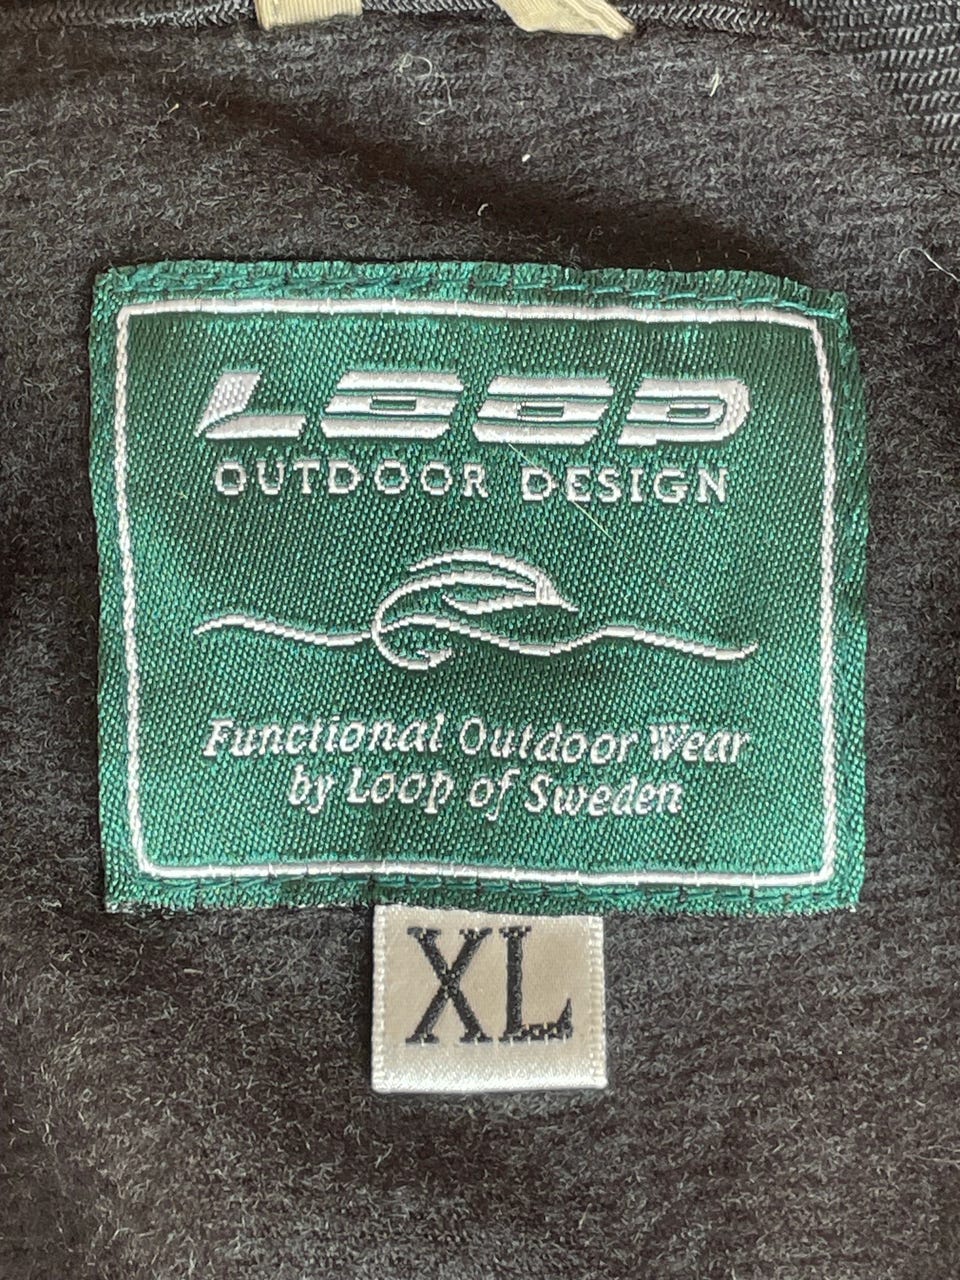 LOOP
OUTDOOR DESIGN
Functional Outdoor Wear
by Loop of Sweden
XL